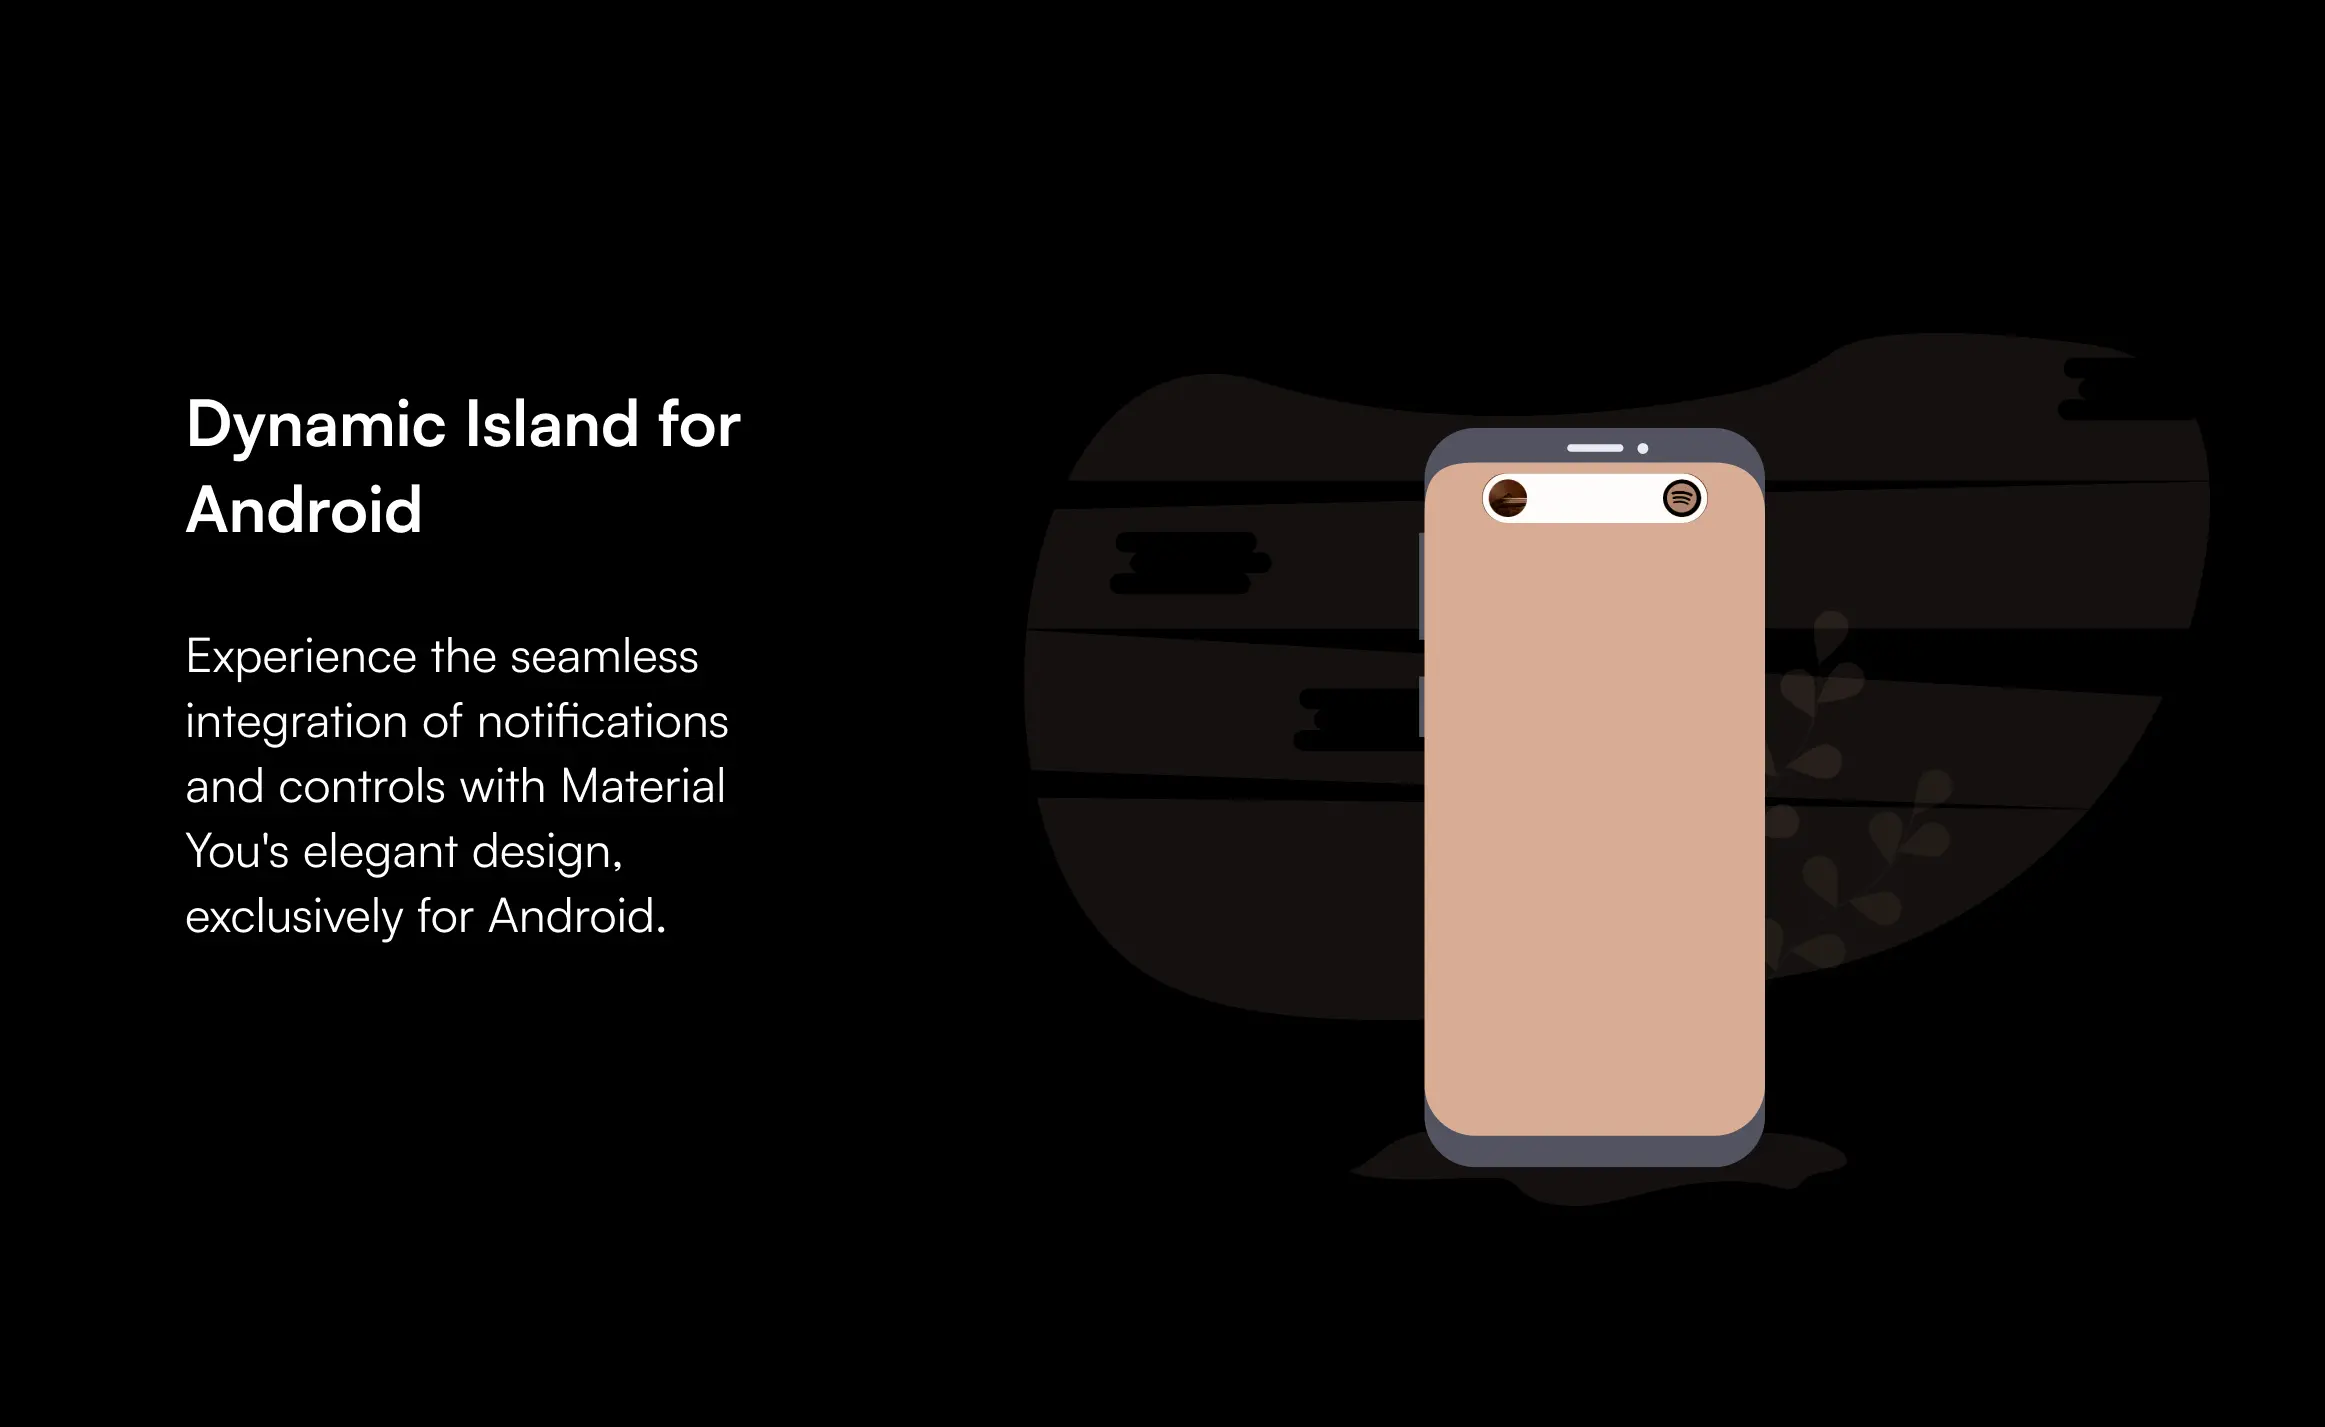 Dynamic Island for
Android
Experience the seamless
integration of notifications
and controls with Material
You's elegant design,
exclusively for Android.